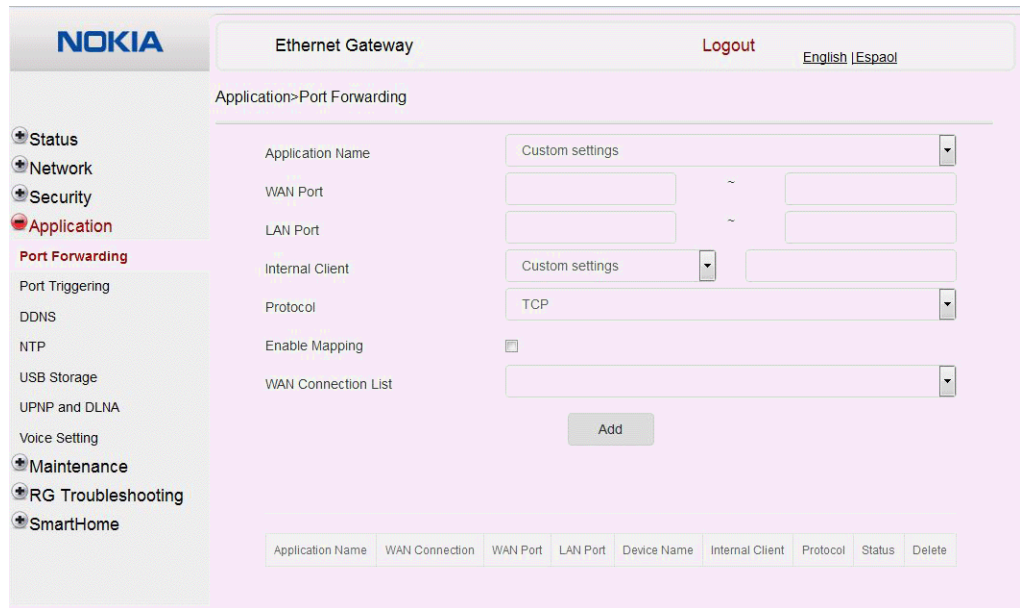 NOKIA
Ethernet Gateway
Logout
English | Espaol
Application>Port Forwarding
Status
Network
Security
Application
Port Forwarding
Port Triggering
DDNS
NTP
USB Storage
UPNP and DLNA
Voice Setting
Maintenance
RG Troubleshooting
SmartHome
Application Name Custom settings
WAN Port ~
LAN Port ~
Internal Client Custom settings
Protocol TCP
Enable Mapping
WAN Connection List
Add
Application Name WAN Connection WAN Port LAN Port Device Name Internal Client Protocol Status Delete